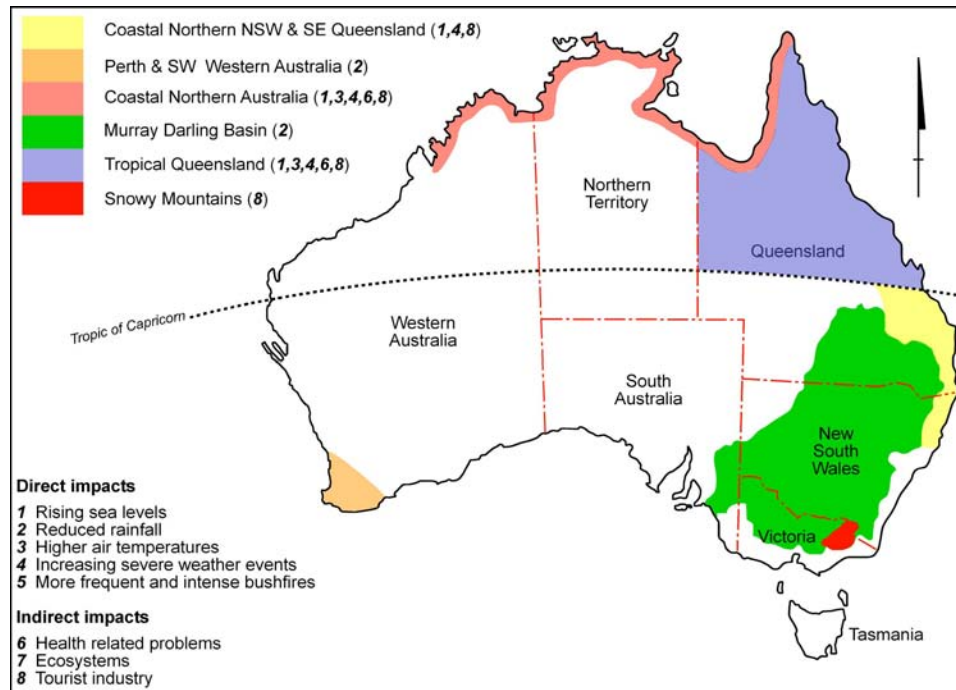 Coastal Northern NSW & SE Queensland (1,4,8)
Perth & SW Western Australia (2)
Coastal Northern Australia (1,3,4,6,8)
Murray Darling Basin (2)
Tropical Queensland (1,3,4,6,8)
Snowy Mountains (8)
Northern
Territory
Queensland
Tropic of Capricorn
Western
Australia
South
Australia
New
South
Wales
Victoria
Tasmania
Direct impacts
1 Rising sea levels
2 Reduced rainfall
3 Higher air temperatures
4 Increasing severe weather events
5 More frequent and intense bushfires
Indirect impacts
6 Health related problems
7 Ecosystems
8 Tourist industry